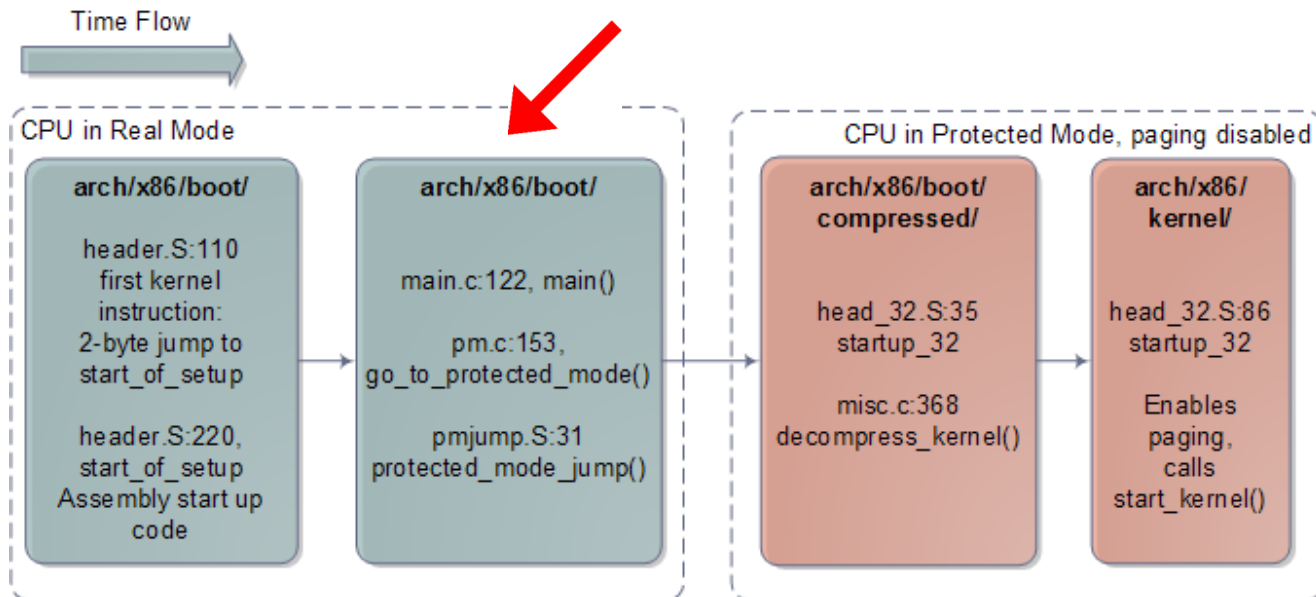 Time Flow
CPU in Real Mode
arch/x86/boot/
header.S:110
first kernel
instruction:
2-byte jump to
start_of_setup
header.S:220,
start_of_setup
Assembly start up
code
arch/x86/boot/
main.c:122, main()
pm.c:153,
go_to_protected_mode()
pmjump.S:31
protected_mode_jump()
CPU in Protected Mode, paging disabled
arch/x86/boot/
compressed/
head_32.S:35
startup_32
misc.c:368
decompress_kernel()
arch/x86/
kernel/
head_32.S:86
startup_32
Enables
paging,
calls
start_kernel()